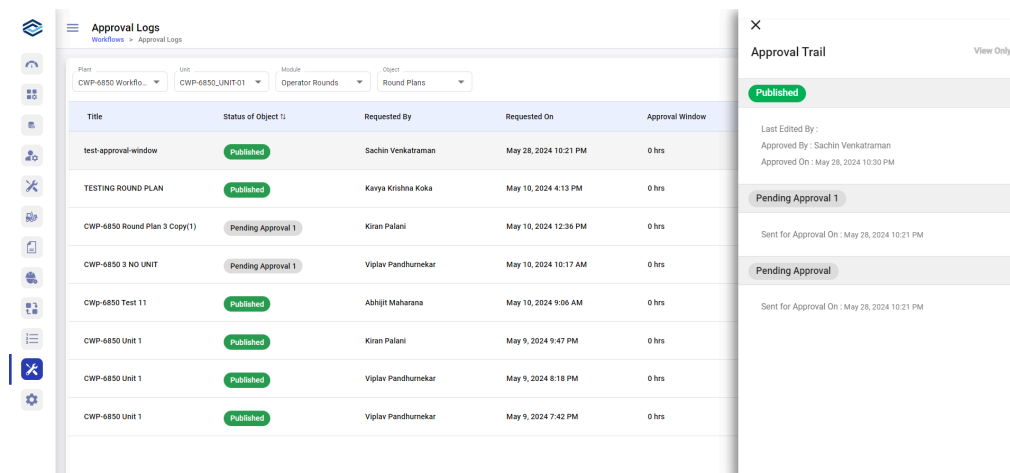 Approval Logs
Workflows > Approval Logs
Plant
CWP-6850 Workflo...
Unit
CWP-6850_UNIT-01
Module
Operator Rounds
Object
Round Plans
Title Status of Object Requested By Requested On Approval Window
test-approval-window Published Sachin Venkatraman May 28, 2024 10:21 PM 0 hrs
TESTING ROUND PLAN Published Kavya Krishna Koka May 10, 2024 4:13 PM 0 hrs
CWP-6850 Round Plan 3 Copy(1) Pending Approval 1 Kiran Palani May 10, 2024 12:36 PM 0 hrs
CWP-6850 3 NO UNIT Pending Approval 1 Viplav Pandhurnekar May 10, 2024 10:17 AM 0 hrs
CWp-6850 Test 11 Published Abhijit Maharana May 10, 2024 9:06 AM 0 hrs
CWP-6850 Unit 1 Published Kiran Palani May 9, 2024 9:47 PM 0 hrs
CWP-6850 Unit 1 Published Viplav Pandhurnekar May 9, 2024 8:18 PM 0 hrs
CWP-6850 Unit 1 Published Viplav Pandhurnekar May 9, 2024 7:42 PM 0 hrs
Approval Trail View Only
Published
Last Edited By :
Approved By : Sachin Venkatraman
Approved On : May 28, 2024 10:30 PM
Pending Approval 1
Sent for Approval On : May 28, 2024 10:21 PM
Pending Approval
Sent for Approval On : May 28, 2024 10:21 PM